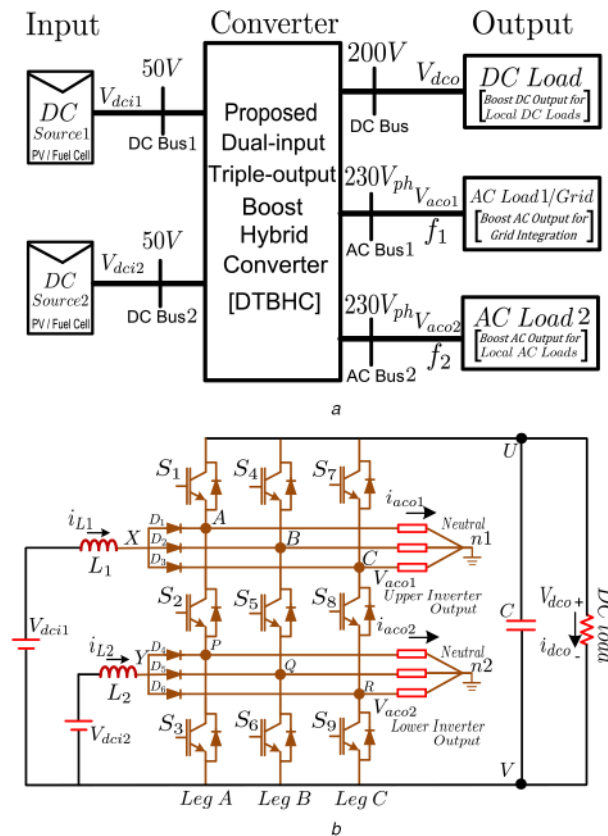 Input Converter Output
DC
Source1
PV / Fuel Cell
V_dci1
50V
DC Bus1
DC
Source2
PV / Fuel Cell
V_dci2
50V
DC Bus2
Proposed
Dual-input
Triple-output
Boost
Hybrid
Converter
[DTBHC]
200V
V_dco
DC Bus
DC Load
[Boost DC Output for
Local DC Loads]
230V_ph
V_aco1
f_1
AC Bus1
AC Load1/Grid
[Boost AC Output for
Grid Integration]
230V_ph
V_aco2
f_2
AC Bus2
AC Load 2
[Boost AC Output for
Local AC Loads]
a
S_1 S_4 S_7 U
i_L1 X D_1 A i_aco1 Neutral
L_1 D_2 B n1
D_3 C
V_aco1
S_2 S_5 S_8 Upper Inverter
Output
i_aco2
V_dci1
i_L2 Y D_4 P Neutral
L_2 D_5 Q n2
D_6 R
V_aco2
V_dci2
S_3 S_6 S_9 Lower Inverter
Output
C V_dco + DC load
i_dco -
Leg A Leg B Leg C V
b